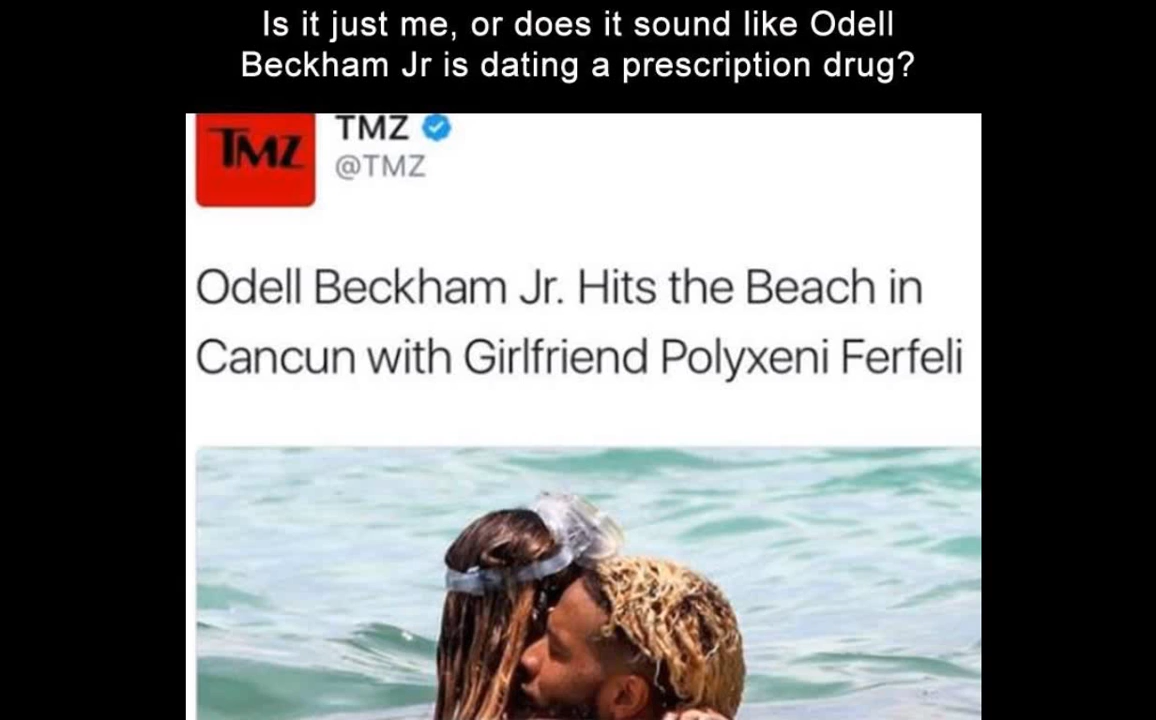 Is it just me, or does it sound like Odell
Beckham Jr is dating a prescription drug?
TMZ
TMZ
@TMZ
Odell Beckham Jr. Hits the Beach in
Cancun with Girlfriend Polyxeni Ferfeli